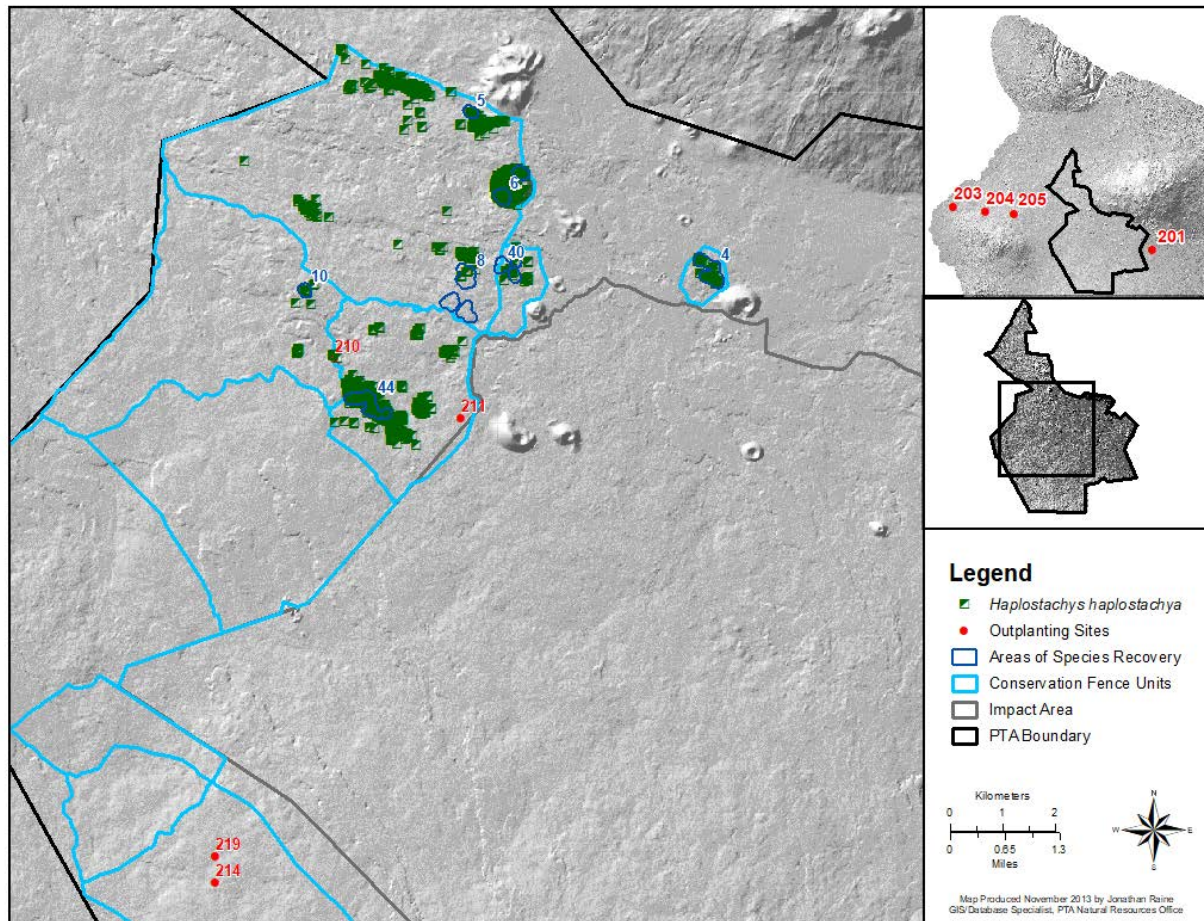 5
6
8
40
4
10
210
44
211
219
214
203
204
205
201
Legend
Haplostachys haplostachya
Outplanting Sites
Areas of Species Recovery
Conservation Fence Units
Impact Area
PTA Boundary
Kilometers
0 1 2
0 0.65 1.3
Miles
N
W E
S
Map Produced November 2013 by Jonathan Raine
GIS/Database Specialist, PTA Natural Resources Office